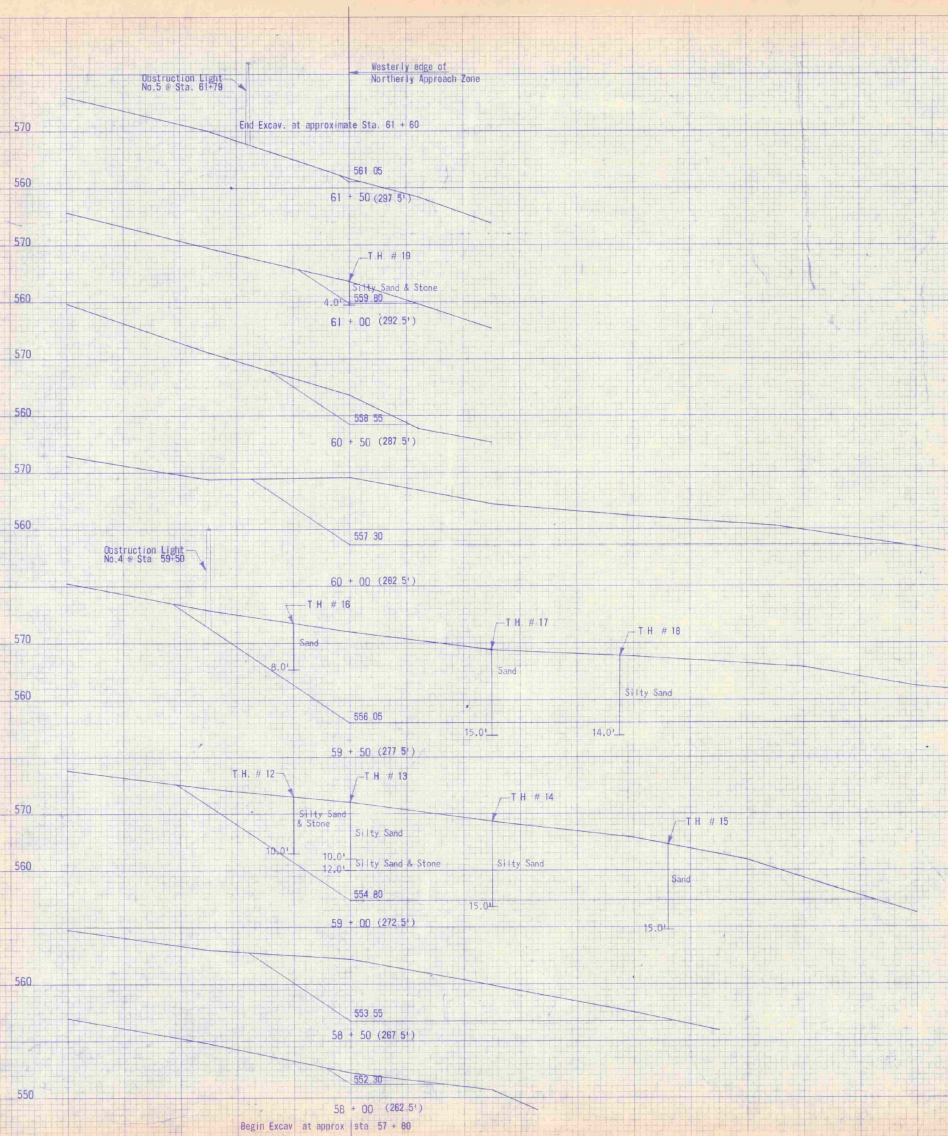 Westerly edge of
Northerly Approach Zone
Obstruction Light
No.5 @ Sta. 61+79
570
End Excav. at approximate Sta. 61 + 60
561 05
560
61 + 50 (297 5')
570
T H # 19
Silty Sand & Stone
4.0'
559 80
560
61 + 00 (292.5')
570
558 55
560
60 + 50 (287 5')
570
560
557 30
Obstruction Light
No.4 @ Sta 59+50
60 + 00 (282 5')
T H # 16
T H # 17
T H # 18
570
Sand
8.0'
Sand
Silty Sand
560
556 05
15.0'
14.0'
59 + 50 (277 5')
T H. # 12
T H # 13
T H # 14
T H # 15
570
Silty Sand
& Stone
Silty Sand
10.0'
10.0'
12.0'
Silty Sand & Stone
Silty Sand
560
Sand
554 80
15.0'
59 + 00 (272.5')
15.0'
560
553 55
58 + 50 (267 5')
552.30
550
58 + 00 (262.5')
Begin Excav at approx sta 57 + 80